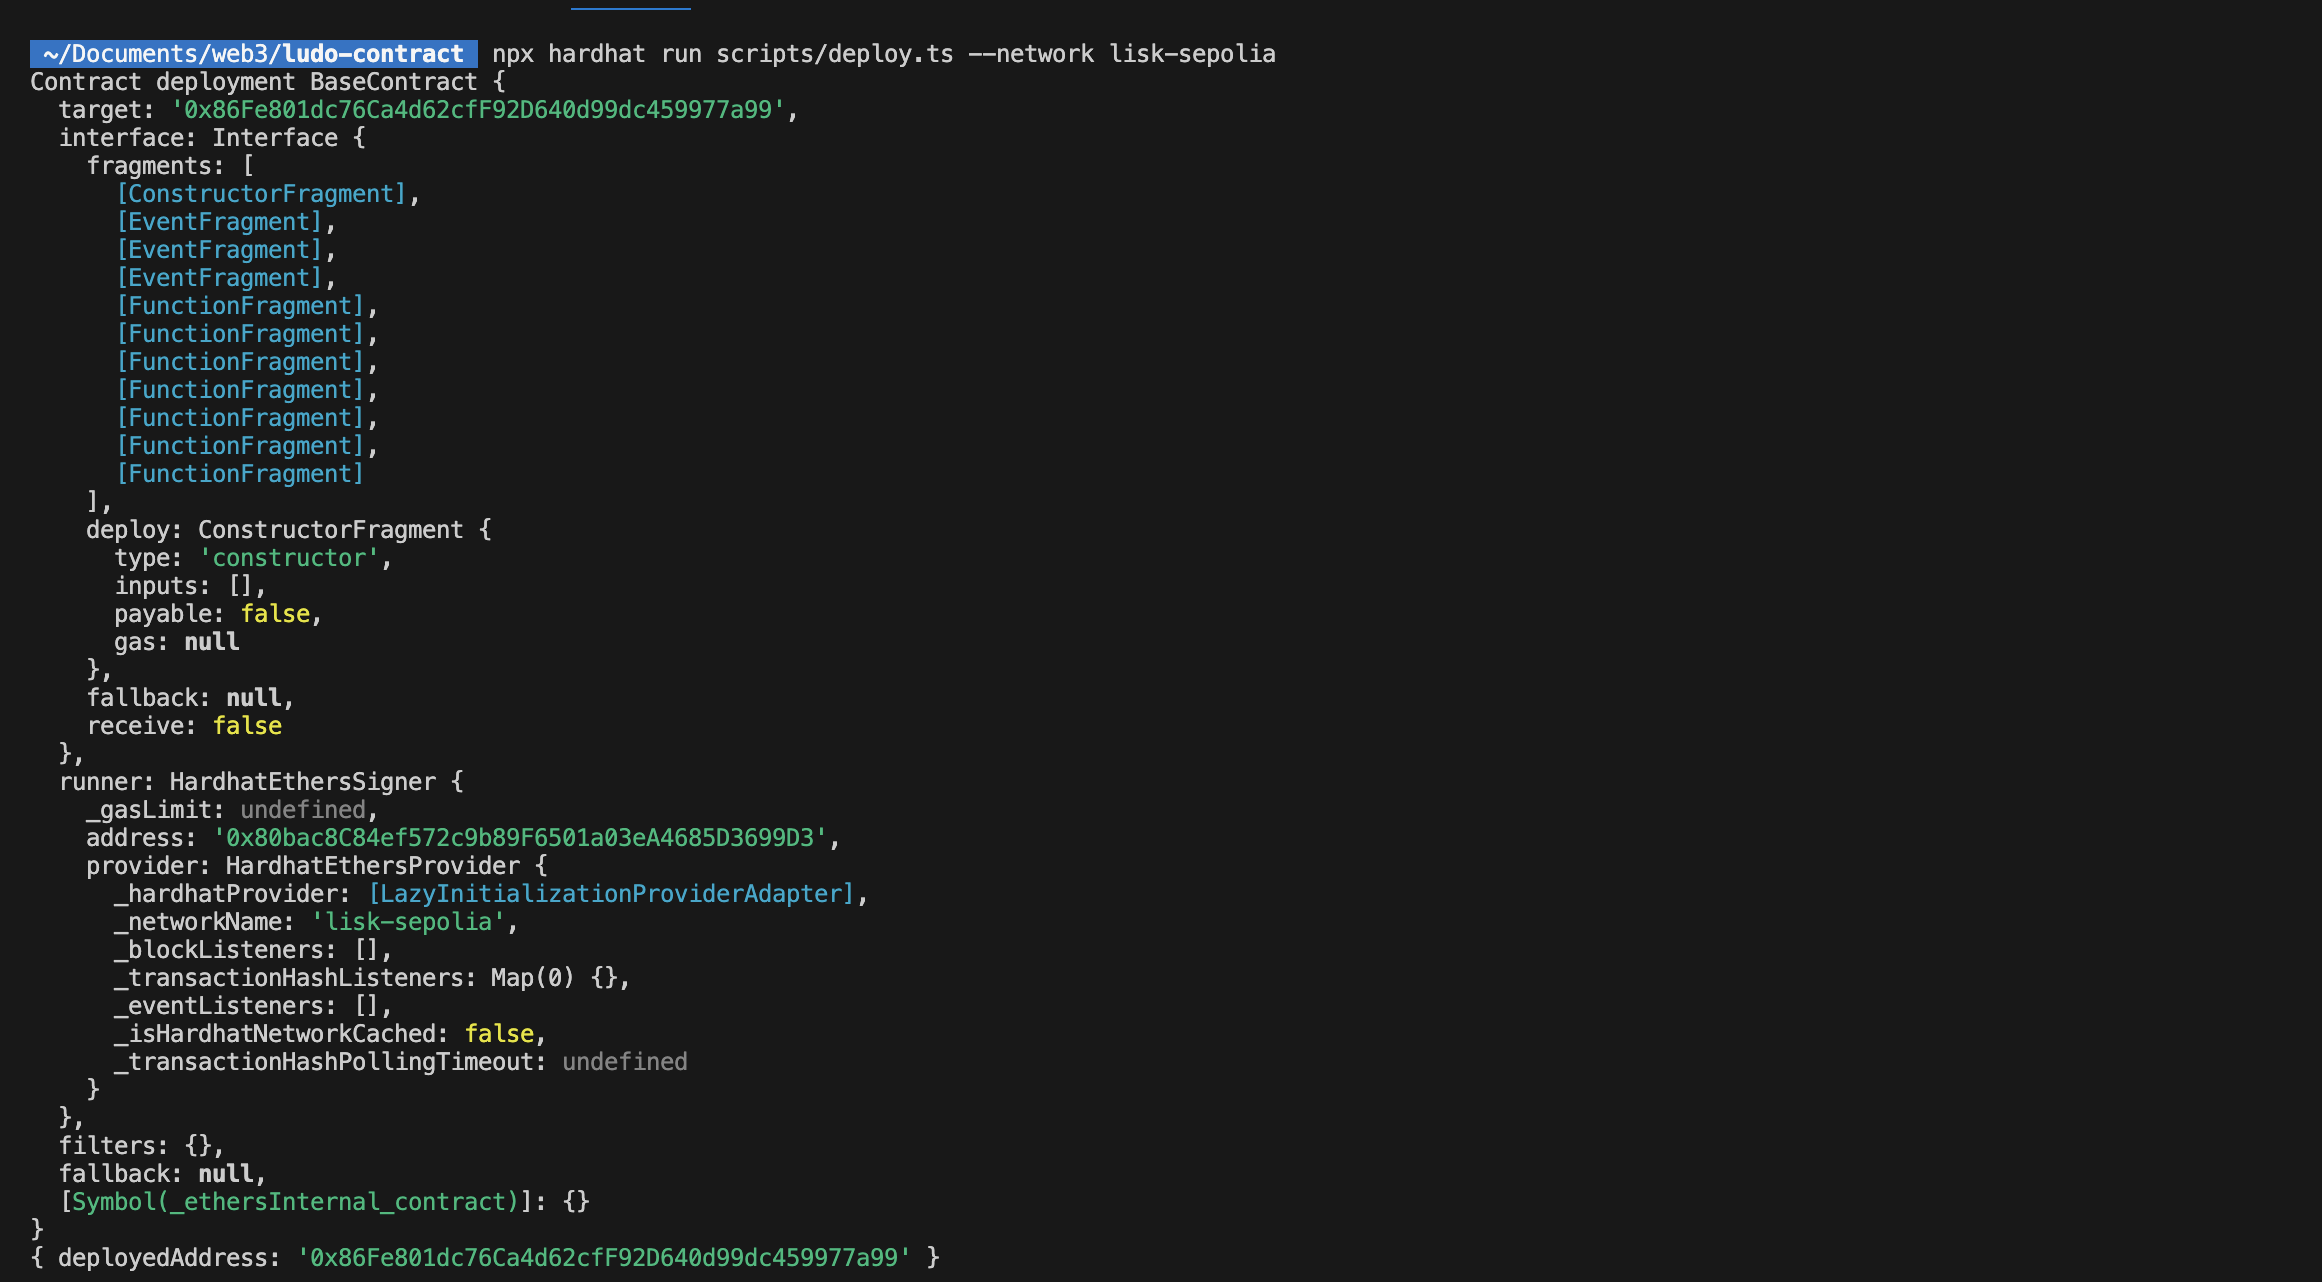 ~/Documents/web3/ludo-contract npx hardhat run scripts/deploy.ts --network lisk-sepolia
Contract deployment BaseContract {
  target: '0x86Fe801dc76Ca4d62cfF92D640d99dc459977a99',
  interface: Interface {
    fragments: [
      [ConstructorFragment],
      [EventFragment],
      [EventFragment],
      [EventFragment],
      [FunctionFragment],
      [FunctionFragment],
      [FunctionFragment],
      [FunctionFragment],
      [FunctionFragment],
      [FunctionFragment],
      [FunctionFragment]
    ],
    deploy: ConstructorFragment {
      type: 'constructor',
      inputs: [],
      payable: false,
      gas: null
    },
    fallback: null,
    receive: false
  },
  runner: HardhatEthersSigner {
    _gasLimit: undefined,
    address: '0x80bac8C84ef572c9b89F6501a03eA4685D3699D3',
    provider: HardhatEthersProvider {
      _hardhatProvider: [LazyInitializationProviderAdapter],
      _networkName: 'lisk-sepolia',
      _blockListeners: [],
      _transactionHashListeners: Map(0) {},
      _eventListeners: [],
      _isHardhatNetworkCached: false,
      _transactionHashPollingTimeout: undefined
    }
  },
  filters: {},
  fallback: null,
  [Symbol(_ethersInternal_contract)]: {}
}
{ deployedAddress: '0x86Fe801dc76Ca4d62cfF92D640d99dc459977a99' }